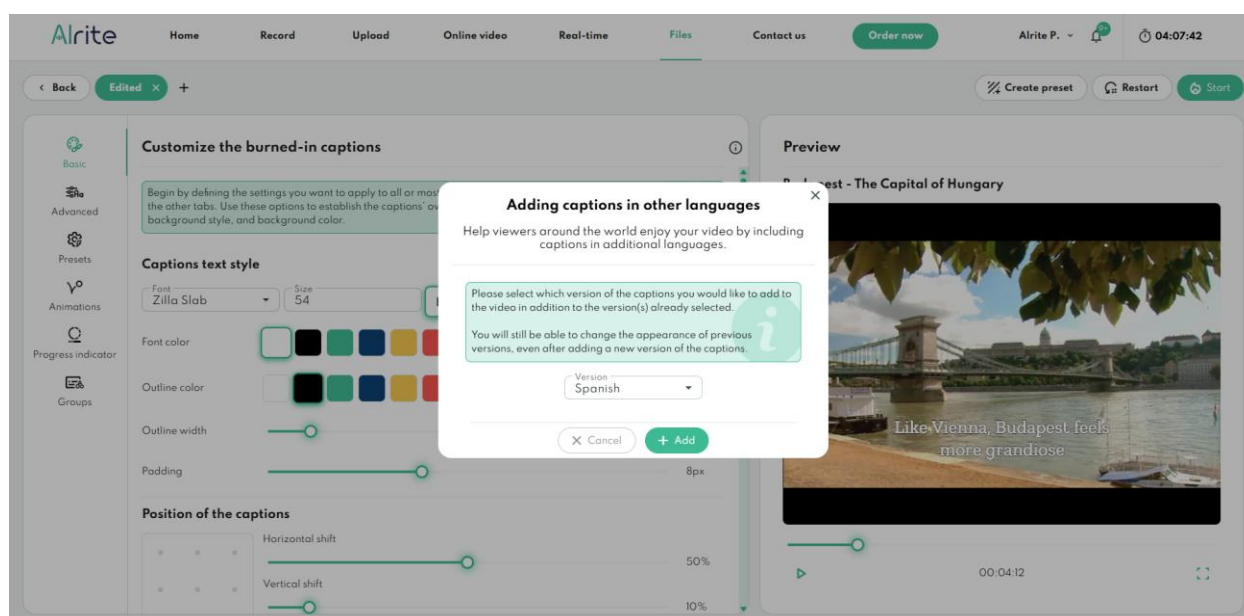 Alrite
Home Record Upload Online video Real-time Files Contact us Order now Alrite P. 9+ 04:07:42
Back Edited × + Create preset Restart Start
Basic
Advanced
Presets
Animations
Progress indicator
Groups
Customize the burned-in captions
Begin by defining the settings you want to apply to all or
the other tabs. Use these options to establish the captions'
background style, and background color.
Captions text style
Font
Zilla Slab
Size
54
Font color
Outline color
Outline width
Padding
8px
Position of the captions
Horizontal shift
50%
Vertical shift
10%
Adding captions in other languages
Help viewers around the world enjoy your video by including
captions in additional languages.
Please select which version of the captions you would like to add to
the video in addition to the version(s) already selected.
You will still be able to change the appearance of previous
versions, even after adding a new version of the captions.
Version
Spanish
Cancel + Add
Preview
- The Capital of Hungary
Like Vienna, Budapest feels
more grandiose
00:04:12